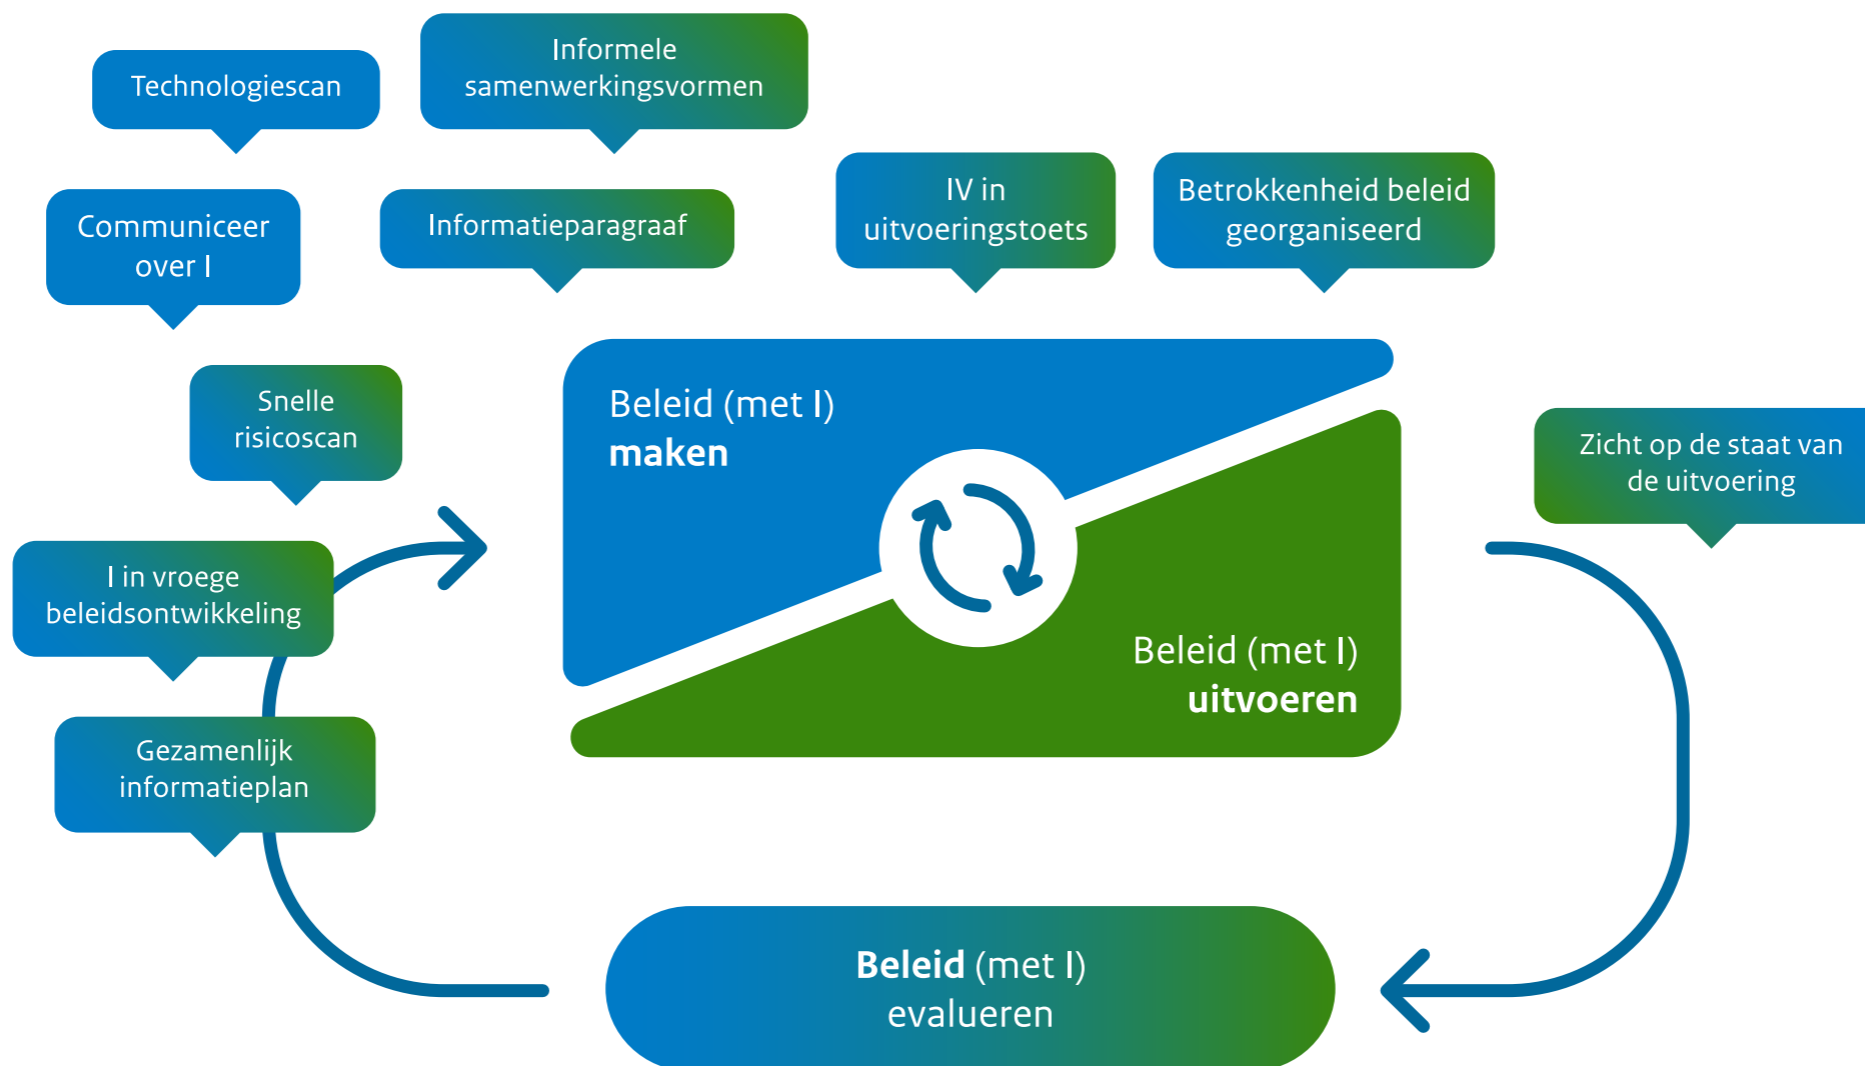 Informele
samenwerkingsvormen
Technologiescan
IV in
uitvoeringstoets
Betrokkenheid beleid
georganiseerd
Communiceer
over I
Informatieparagraaf
Snelle
risicoscan
Beleid (met I)
maken
Zicht op de staat van
de uitvoering
I in vroege
beleidsontwikkeling
Beleid (met I)
uitvoeren
Gezamenlijk
informatieplan
Beleid (met I)
evalueren